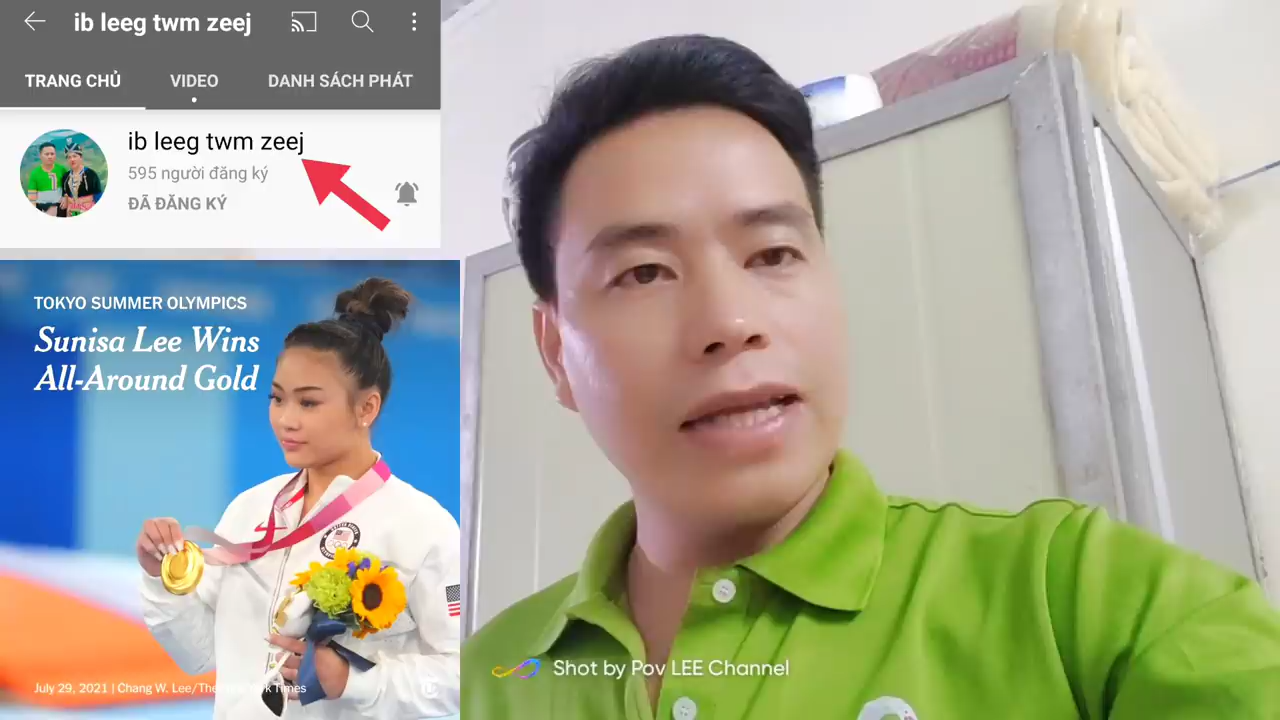 ib leeg twm zeej
TRANG CHỦ VIDEO DANH SÁCH PHÁT
ib leeg twm zeej
595 người đăng ký
ĐÃ ĐĂNG KÝ
TOKYO SUMMER OLYMPICS
Sunisa Lee Wins
All-Around Gold
July 29, 2021 | Chang W. Lee/The New York Times
Shot by Pov LEE Channel